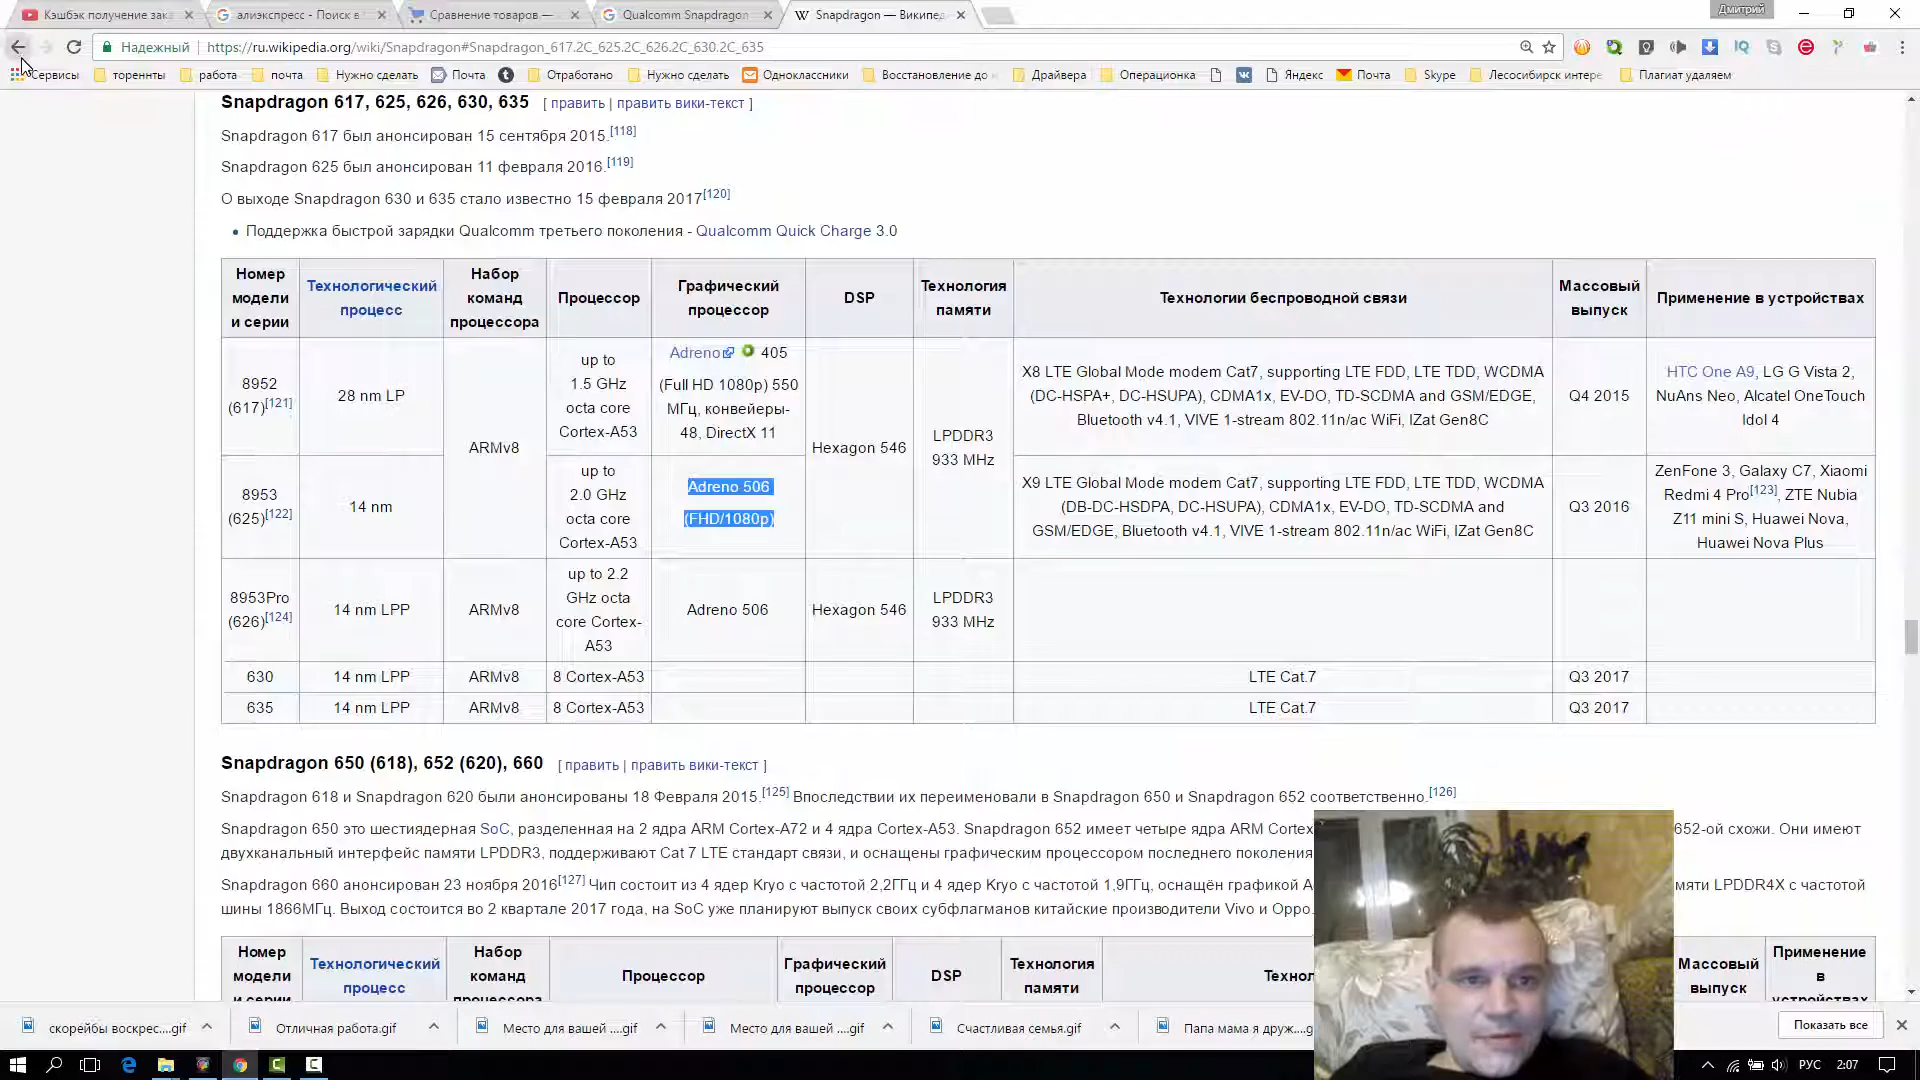 Кэшбэк получение зак
алиэкспресс - Поиск в
Сравнение товаров —
Qualcomm Snapdragon
Snapdragon — Википед
Дмитрий
Надежный
https://ru.wikipedia.org/wiki/Snapdragon#Snapdragon_617.2C_625.2C_626.2C_630.2C_635
Сервисы
тореннты
работа
почта
Нужно сделать
Почта
Отработано
Нужно сделать
Одноклассники
Восстановление до
Драйвера
Операционка
Яндекс
Почта
Skype
Лесосибирск интере
Плагиат удаляем
Snapdragon 617, 625, 626, 630, 635 [ править | править вики-текст ]
Snapdragon 617 был анонсирован 15 сентября 2015.[118]
Snapdragon 625 был анонсирован 11 февраля 2016.[119]
О выходе Snapdragon 630 и 635 стало известно 15 февраля 2017[120]
• Поддержка быстрой зарядки Qualcomm третьего поколения - Qualcomm Quick Charge 3.0
Номер
модели
и серии
Технологический
процесс
Набор
команд
процессора
Процессор
Графический
процессор
DSP
Технология
памяти
Технологии беспроводной связи
Массовый
выпуск
Применение в устройствах
8952
(617)[121]
28 nm LP
ARMv8
up to
1.5 GHz
octa core
Cortex-A53
Adreno 405
(Full HD 1080p) 550
МГц, конвейеры-
48, DirectX 11
Hexagon 546
LPDDR3
933 MHz
X8 LTE Global Mode modem Cat7, supporting LTE FDD, LTE TDD, WCDMA
(DC-HSPA+, DC-HSUPA), CDMA1x, EV-DO, TD-SCDMA and GSM/EDGE,
Bluetooth v4.1, VIVE 1-stream 802.11n/ac WiFi, IZat Gen8C
Q4 2015
HTC One A9, LG G Vista 2,
NuAns Neo, Alcatel OneTouch
Idol 4
8953
(625)[122]
14 nm
up to
2.0 GHz
octa core
Cortex-A53
Adreno 506
(FHD/1080p)
X9 LTE Global Mode modem Cat7, supporting LTE FDD, LTE TDD, WCDMA
(DB-DC-HSDPA, DC-HSUPA), CDMA1x, EV-DO, TD-SCDMA and
GSM/EDGE, Bluetooth v4.1, VIVE 1-stream 802.11n/ac WiFi, IZat Gen8C
Q3 2016
ZenFone 3, Galaxy C7, Xiaomi
Redmi 4 Pro[123], ZTE Nubia
Z11 mini S, Huawei Nova,
Huawei Nova Plus
8953Pro
(626)[124]
14 nm LPP
ARMv8
up to 2.2
GHz octa
core Cortex-
A53
Adreno 506
Hexagon 546
LPDDR3
933 MHz
630
14 nm LPP
ARMv8
8 Cortex-A53
LTE Cat.7
Q3 2017
635
14 nm LPP
ARMv8
8 Cortex-A53
LTE Cat.7
Q3 2017
Snapdragon 650 (618), 652 (620), 660 [ править | править вики-текст ]
Snapdragon 618 и Snapdragon 620 были анонсированы 18 Февраля 2015.[125] Впоследствии их переименовали в Snapdragon 650 и Snapdragon 652 соответственно.[126]
Snapdragon 650 это шестиядерная SoC, разделенная на 2 ядра ARM Cortex-A72 и 4 ядра Cortex-A53. Snapdragon 652 имеет четыре ядра ARM Cortex 652-ой схожи. Они имеют
двухканальный интерфейс памяти LPDDR3, поддерживают Cat 7 LTE стандарт связи, и оснащены графическим процессором последнего поколения
Snapdragon 660 анонсирован 23 ноября 2016[127] Чип состоит из 4 ядер Kryo с частотой 2,2ГГц и 4 ядер Kryo с частотой 1,9ГГц, оснащён графикой A мяти LPDDR4X с частотой
шины 1866МГц. Выход состоится во 2 квартале 2017 года, на SoC уже планируют выпуск своих субфлагманов китайские производители Vivo и Oppo.
Номер
модели
и серии
Технологический
процесс
Набор
команд
процессора
Процессор
Графический
процессор
DSP
Технология
памяти
Технол
Массовый
выпуск
Применение
в
устройствах
скорейбы воскрес....gif
Отличная работа.gif
Место для вашей ....gif
Место для вашей ....gif
Счастливая семья.gif
Папа мама я друж....g
Показать все
РУС
2:07